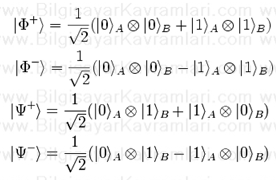 |Φ⁺⟩ = 1/√2 (|0⟩_A ⊗ |0⟩_B + |1⟩_A ⊗ |1⟩_B)
|Φ⁻⟩ = 1/√2 (|0⟩_A ⊗ |0⟩_B − |1⟩_A ⊗ |1⟩_B)
|Ψ⁺⟩ = 1/√2 (|0⟩_A ⊗ |1⟩_B + |1⟩_A ⊗ |0⟩_B)
|Ψ⁻⟩ = 1/√2 (|0⟩_A ⊗ |1⟩_B − |1⟩_A ⊗ |0⟩_B)
www.BilgisayarKavramlari.com